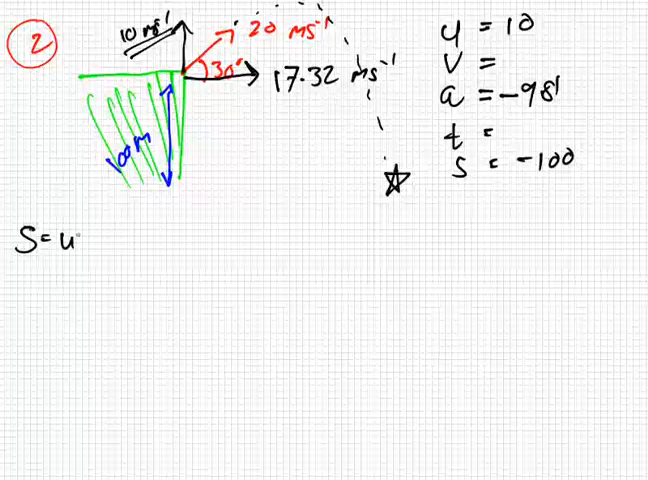 2
10 ms⁻¹
20 ms⁻¹
30°
17.32 ms⁻¹
100m
u = 10
v =
a = -9.81
t =
s = -100
S = u